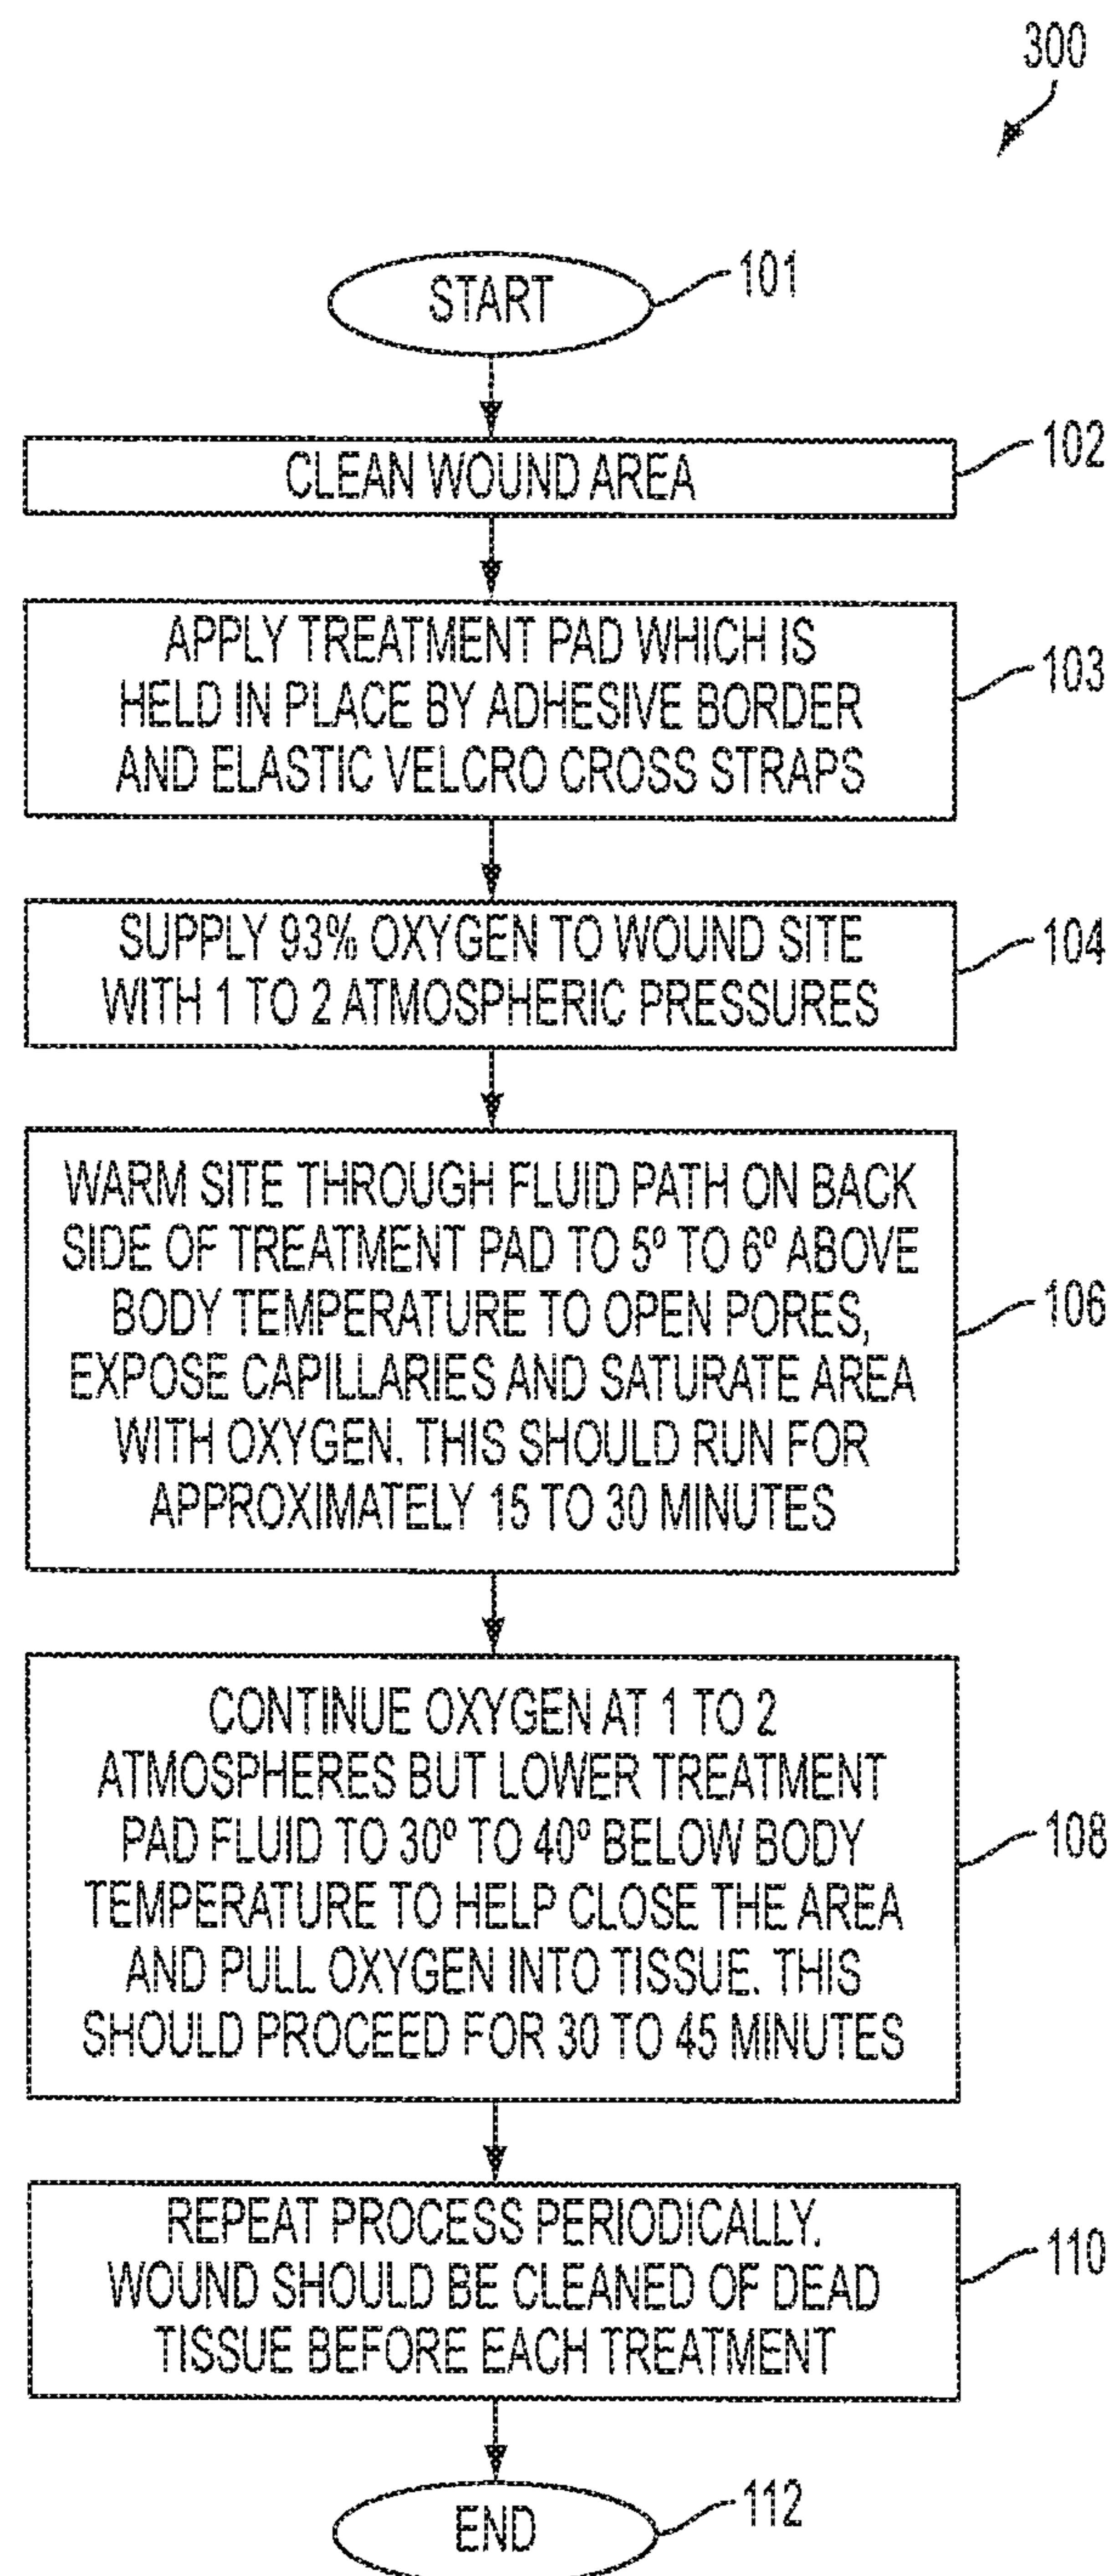 300
START
101
CLEAN WOUND AREA
102
APPLY TREATMENT PAD WHICH IS
HELD IN PLACE BY ADHESIVE BORDER
AND ELASTIC VELCRO CROSS STRAPS
103
SUPPLY 93% OXYGEN TO WOUND SITE
WITH 1 TO 2 ATMOSPHERIC PRESSURES
104
WARM SITE THROUGH FLUID PATH ON BACK
SIDE OF TREATMENT PAD TO 5º TO 6º ABOVE
BODY TEMPERATURE TO OPEN PORES,
EXPOSE CAPILLARIES AND SATURATE AREA
WITH OXYGEN. THIS SHOULD RUN FOR
APPROXIMATELY 15 TO 30 MINUTES
106
CONTINUE OXYGEN AT 1 TO 2
ATMOSPHERES BUT LOWER TREATMENT
PAD FLUID TO 30º TO 40º BELOW BODY
TEMPERATURE TO HELP CLOSE THE AREA
AND PULL OXYGEN INTO TISSUE. THIS
SHOULD PROCEED FOR 30 TO 45 MINUTES
108
REPEAT PROCESS PERIODICALLY.
WOUND SHOULD BE CLEANED OF DEAD
TISSUE BEFORE EACH TREATMENT
110
END
112